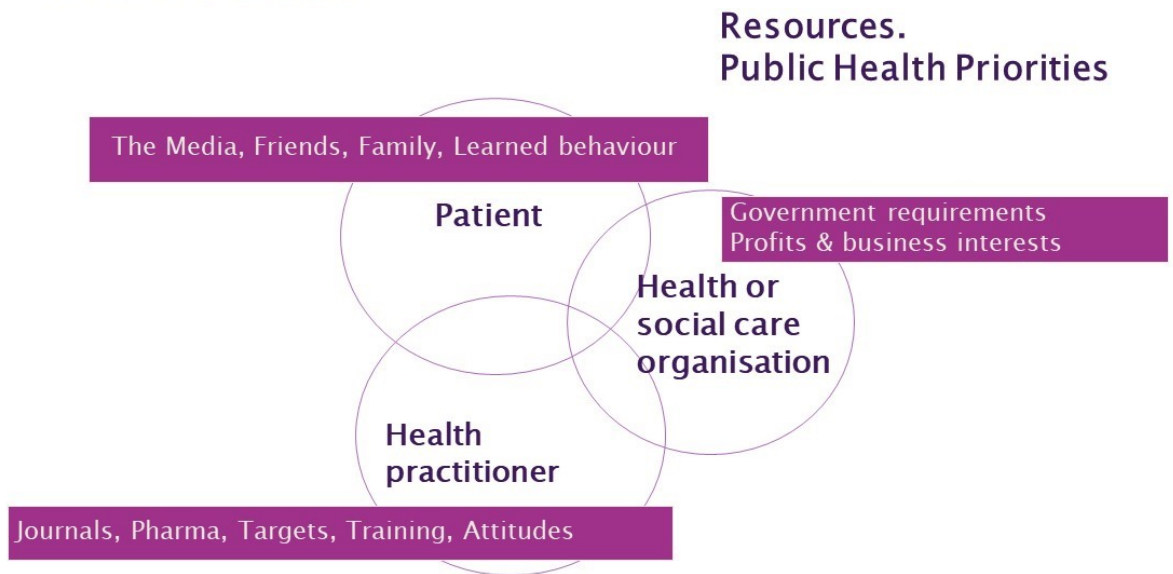 Resources.
Public Health Priorities
The Media, Friends, Family, Learned behaviour
Patient
Government requirements
Profits & business interests
Health or
social care
organisation
Health
practitioner
Journals, Pharma, Targets, Training, Attitudes